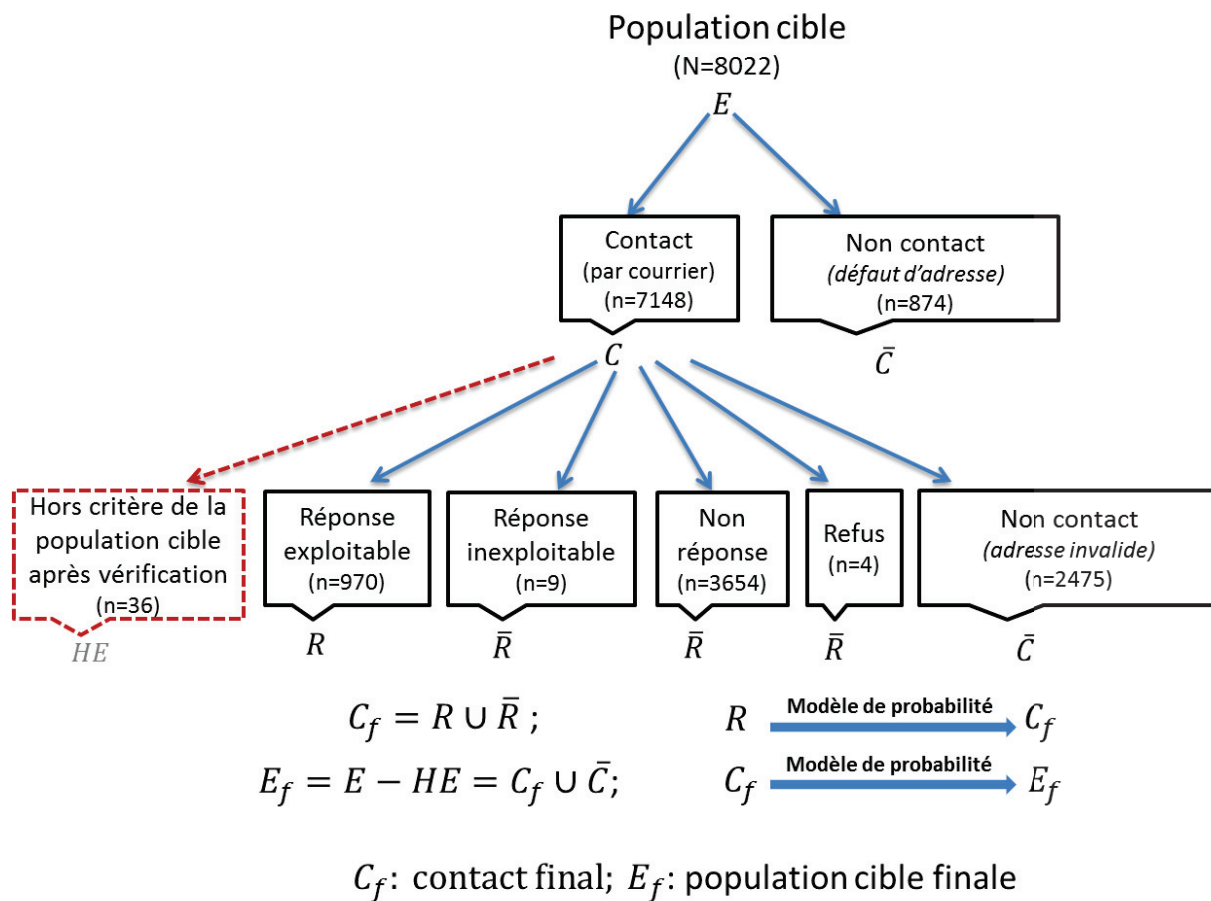 Population cible
(N=8022)
E
Contact
(par courrier)
(n=7148)
Non contact
(défaut d’adresse)
(n=874)
C
C̄
Hors critère de la
population cible
après vérification
(n=36)
Réponse
exploitable
(n=970)
Réponse
inexploitable
(n=9)
Non
réponse
(n=3654)
Refus
(n=4)
Non contact
(adresse invalide)
(n=2475)
HE
R
R̄
R̄
R̄
C̄
C_f = R ∪ R̄ ;
R Modèle de probabilité C_f
E_f = E − HE = C_f ∪ C̄;
C_f Modèle de probabilité E_f
C_f: contact final; E_f: population cible finale